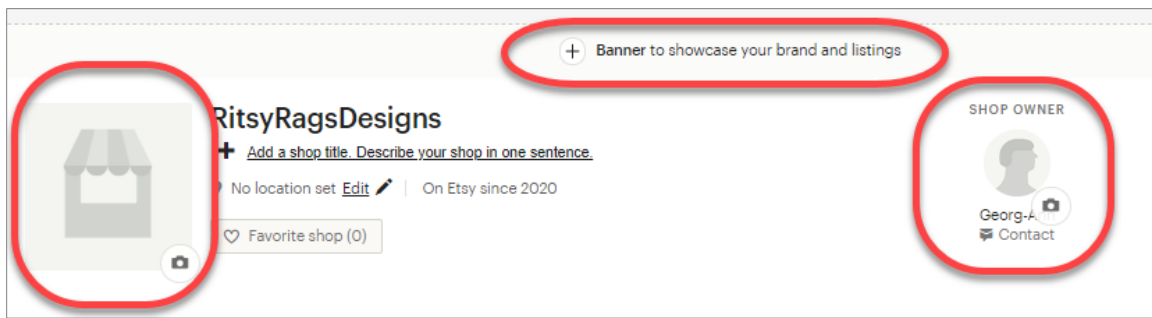 Banner to showcase your brand and listings
RitsyRagsDesigns
Add a shop title. Describe your shop in one sentence.
No location set Edit | On Etsy since 2020
Favorite shop (0)
SHOP OWNER
Contact